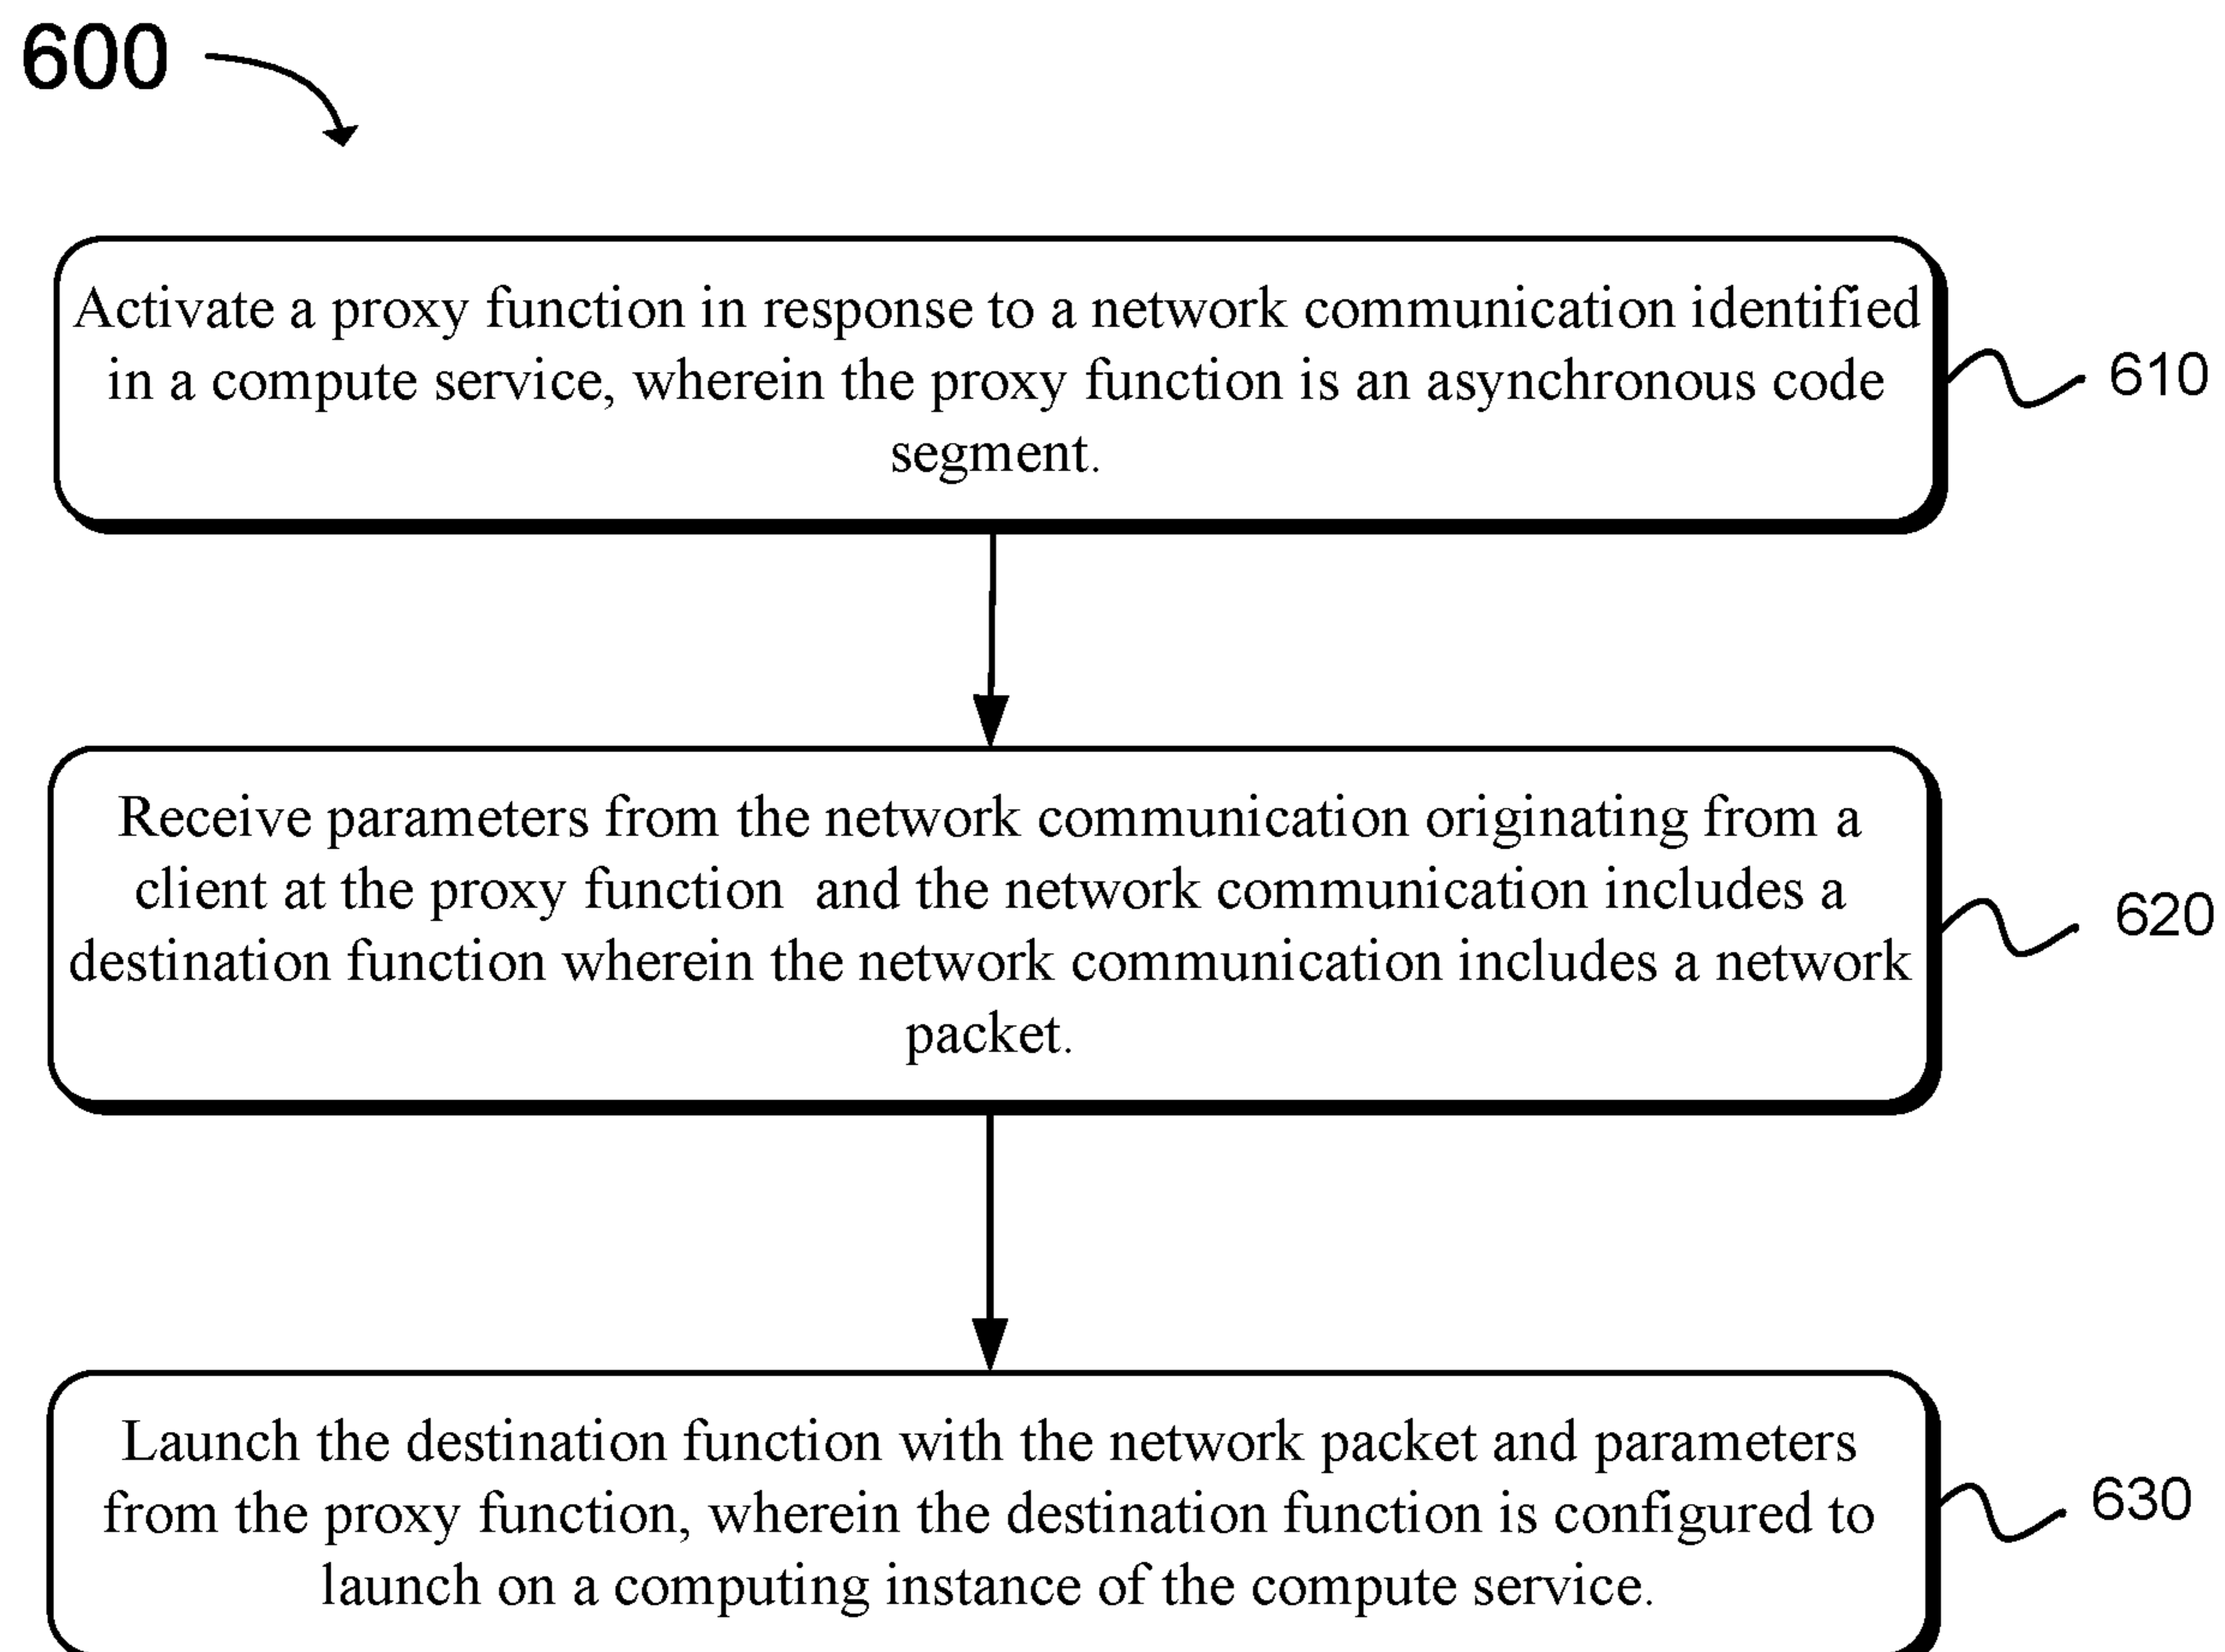 600
Activate a proxy function in response to a network communication identified
in a compute service, wherein the proxy function is an asynchronous code
segment.
610
Receive parameters from the network communication originating from a
client at the proxy function  and the network communication includes a
destination function wherein the network communication includes a network
packet.
620
Launch the destination function with the network packet and parameters
from the proxy function, wherein the destination function is configured to
launch on a computing instance of the compute service.
630